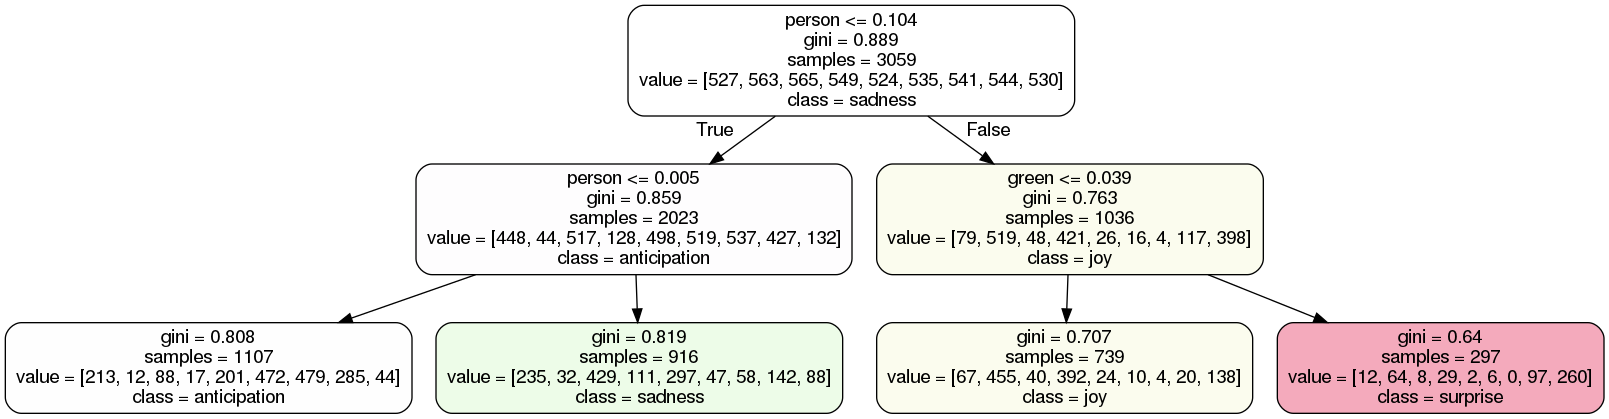 person <= 0.104
gini = 0.889
samples = 3059
value = [527, 563, 565, 549, 524, 535, 541, 544, 530]
class = sadness
True
False
person <= 0.005
gini = 0.859
samples = 2023
value = [448, 44, 517, 128, 498, 519, 537, 427, 132]
class = anticipation
green <= 0.039
gini = 0.763
samples = 1036
value = [79, 519, 48, 421, 26, 16, 4, 117, 398]
class = joy
gini = 0.808
samples = 1107
value = [213, 12, 88, 17, 201, 472, 479, 285, 44]
class = anticipation
gini = 0.819
samples = 916
value = [235, 32, 429, 111, 297, 47, 58, 142, 88]
class = sadness
gini = 0.707
samples = 739
value = [67, 455, 40, 392, 24, 10, 4, 20, 138]
class = joy
gini = 0.64
samples = 297
value = [12, 64, 8, 29, 2, 6, 0, 97, 260]
class = surprise